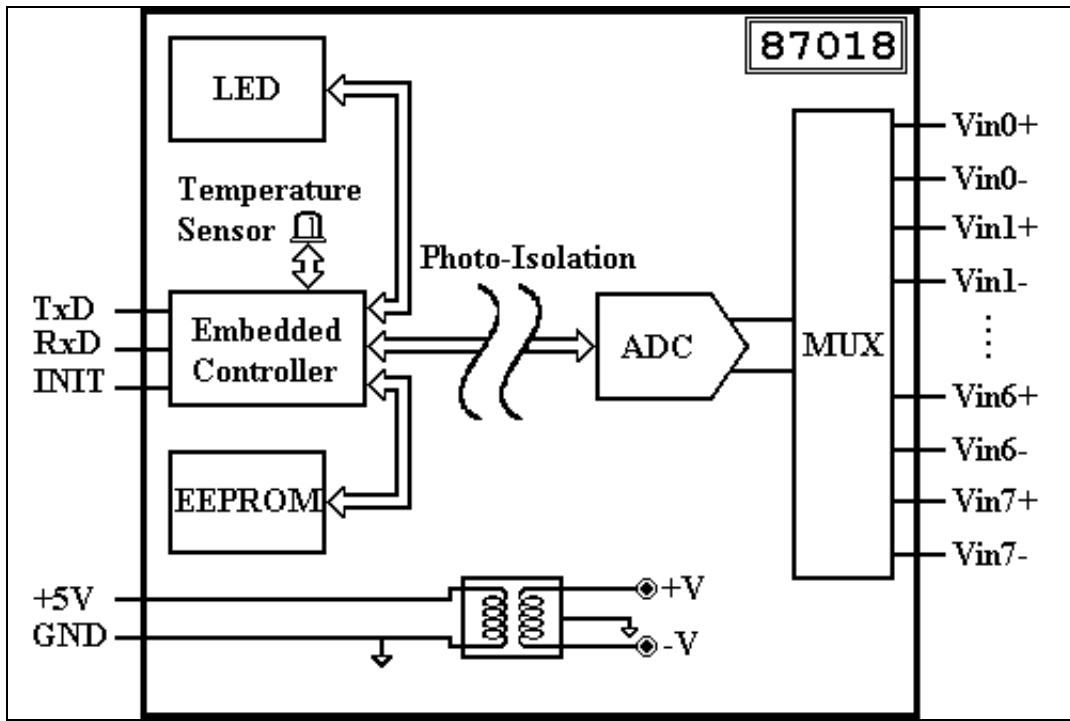 87018
LED
Temperature
Sensor
Photo-Isolation
TxD
RxD
INIT
Embedded
Controller
ADC
MUX
Vin0+
Vin0-
Vin1+
Vin1-
Vin6+
Vin6-
Vin7+
Vin7-
EEPROM
+5V
GND
+V
-V